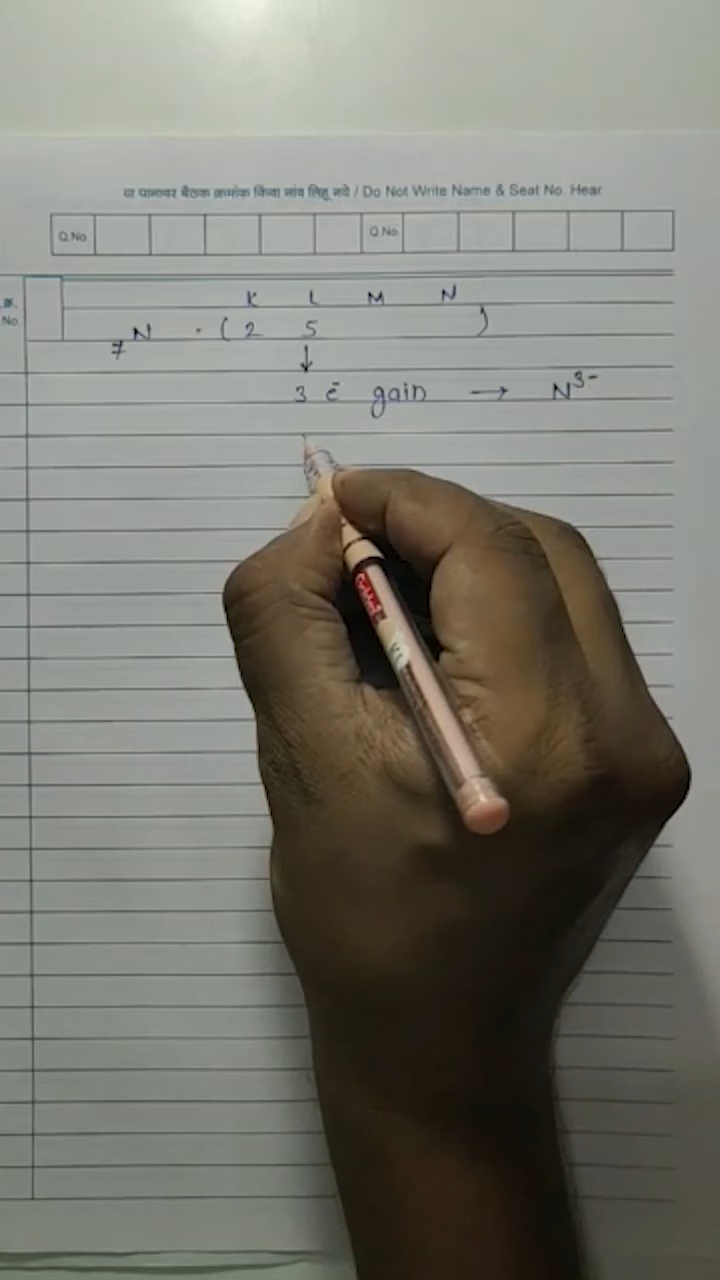 या पानावर बैठक क्रमांक किंवा नांव लिहू नये / Do Not Write Name & Seat No. Hear
Q.No. Q.No.
क्र.
No.
K L M N
₇N . ( 2 5 )
↓
3 ē gain → N³⁻